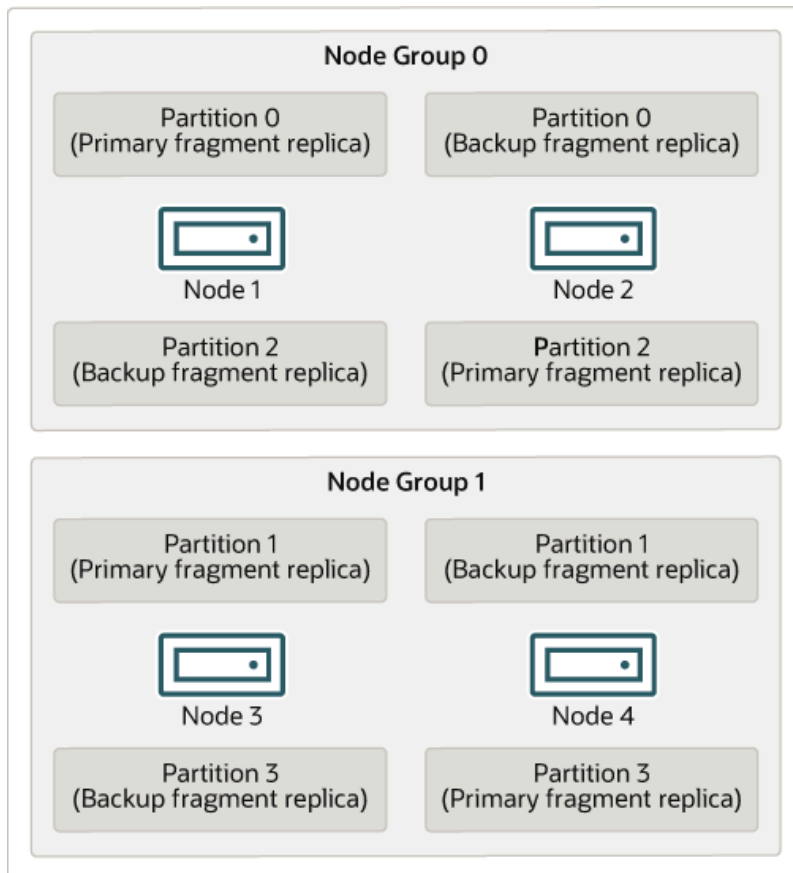 Node Group 0
Partition 0
(Primary fragment replica)
Partition 0
(Backup fragment replica)
Node 1
Node 2
Partition 2
(Backup fragment replica)
Partition 2
(Primary fragment replica)
Node Group 1
Partition 1
(Primary fragment replica)
Partition 1
(Backup fragment replica)
Node 3
Node 4
Partition 3
(Backup fragment replica)
Partition 3
(Primary fragment replica)